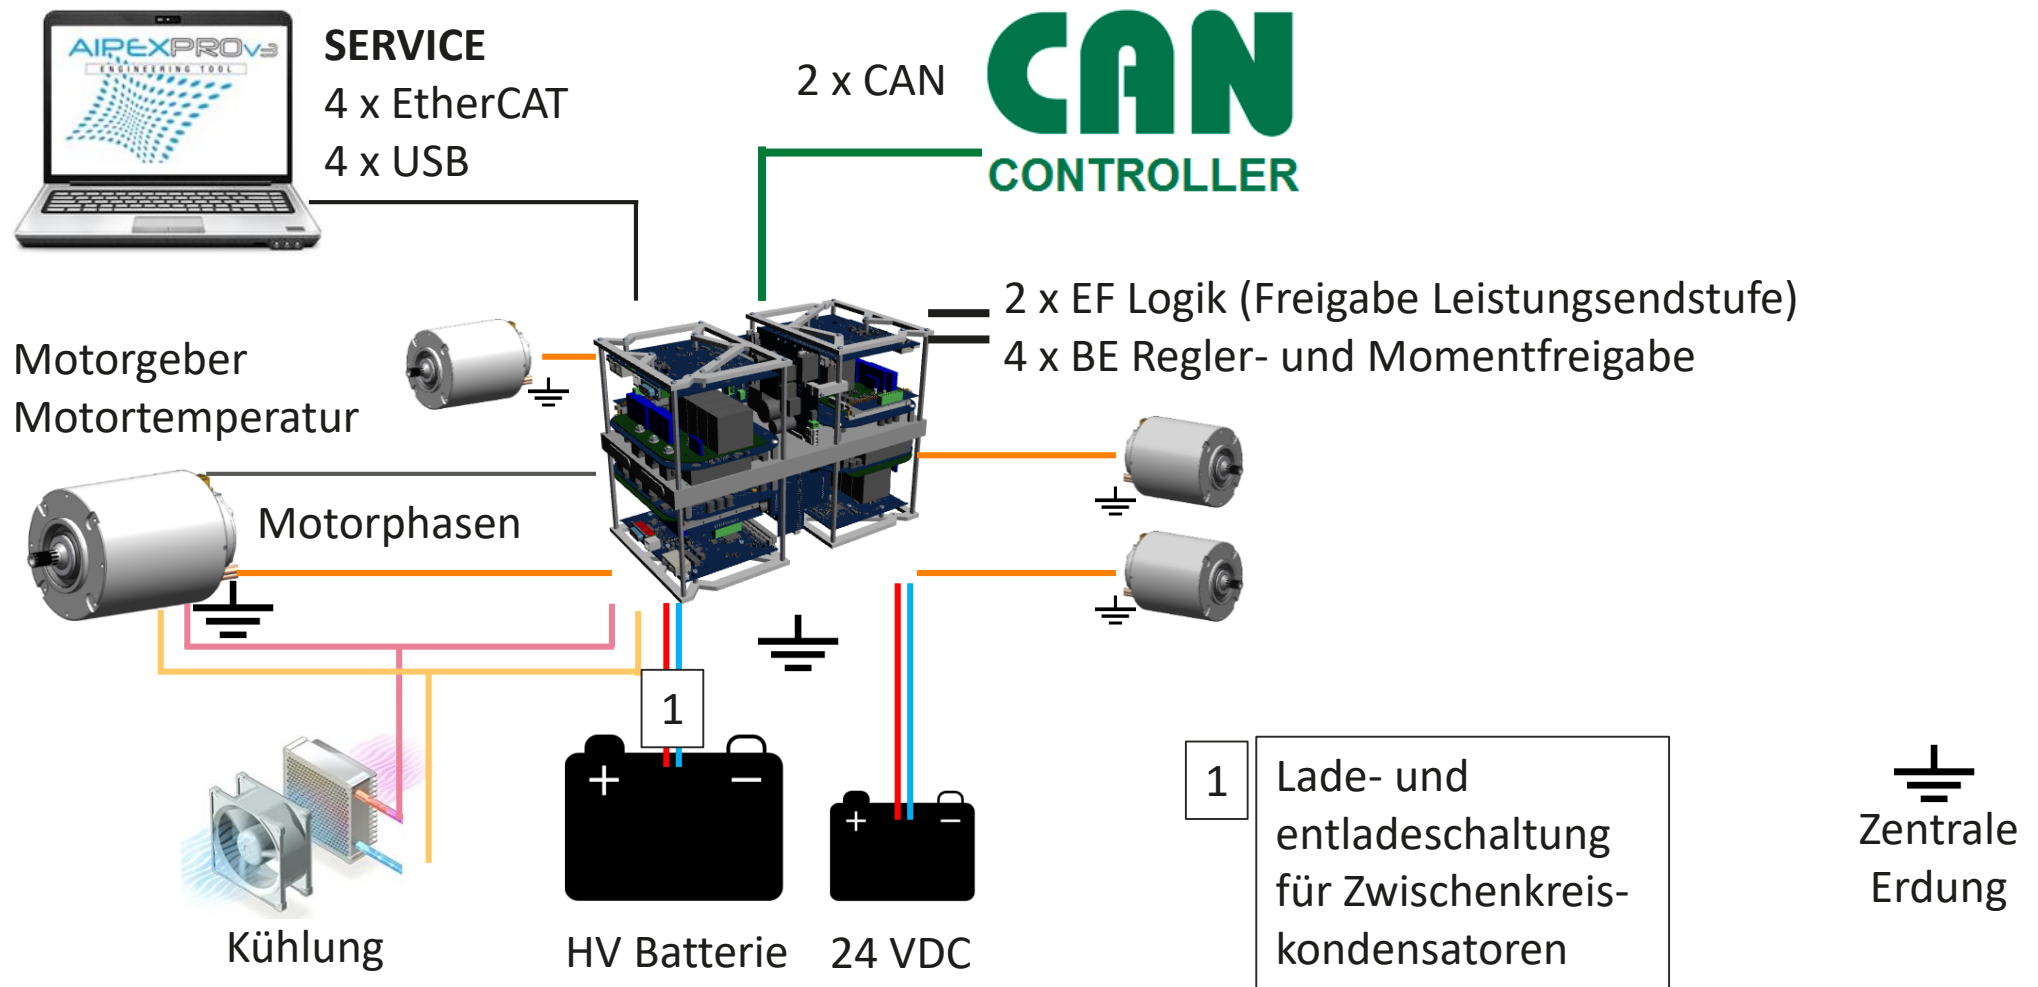 AIPEXPROV3
ENGINEERING TOOL
SERVICE
4 x EtherCAT
4 x USB
2 x CAN
CAN
CONTROLLER
2 x EF Logik (Freigabe Leistungsendstufe)
4 x BE Regler- und Momentfreigabe
Motorgeber
Motortemperatur
Motorphasen
1
+ −
+ −
Kühlung
HV Batterie
24 VDC
1
Lade- und
entladeschaltung
für Zwischenkreis-
kondensatoren
Zentrale
Erdung